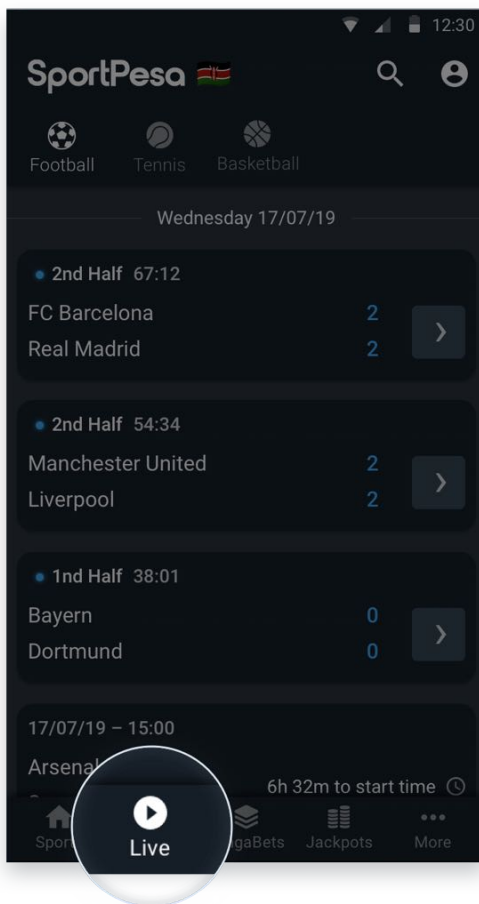 12:30
SportPesa
Football Tennis Basketball
Wednesday 17/07/19
2nd Half 67:12
FC Barcelona 2
Real Madrid 2
2nd Half 54:34
Manchester United 2
Liverpool 2
1nd Half 38:01
Bayern 0
Dortmund 0
17/07/19 – 15:00
Arsenal
6h 32m to start time
Live Jackpots More